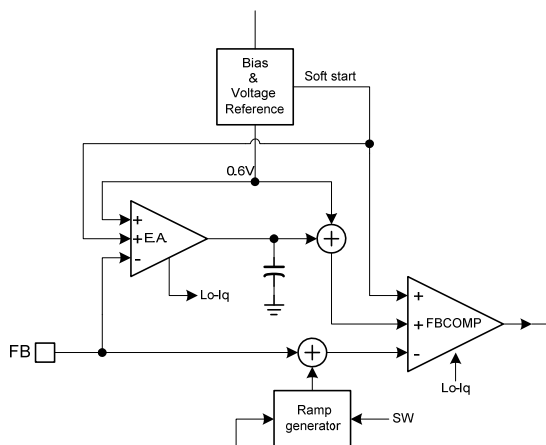 Bias
&
Voltage
Reference
Soft start
0.6V
+
+
-
E.A.
+
Lo-Iq
+
+
-
FBCOMP
FB
+
Lo-Iq
Ramp
generator
SW